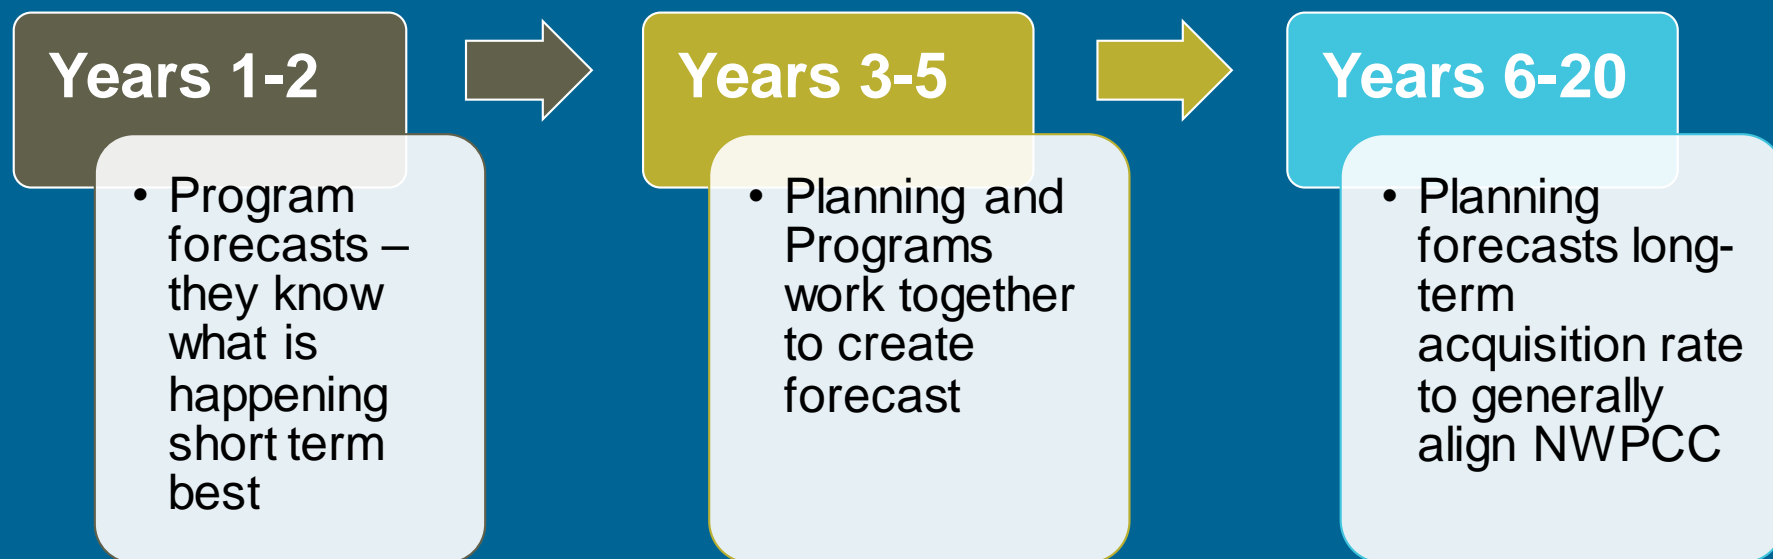 Years 1-2
• Program
forecasts –
they know
what is
happening
short term
best
Years 3-5
• Planning and
Programs
work together
to create
forecast
Years 6-20
• Planning
forecasts long-
term
acquisition rate
to generally
align NWPCC